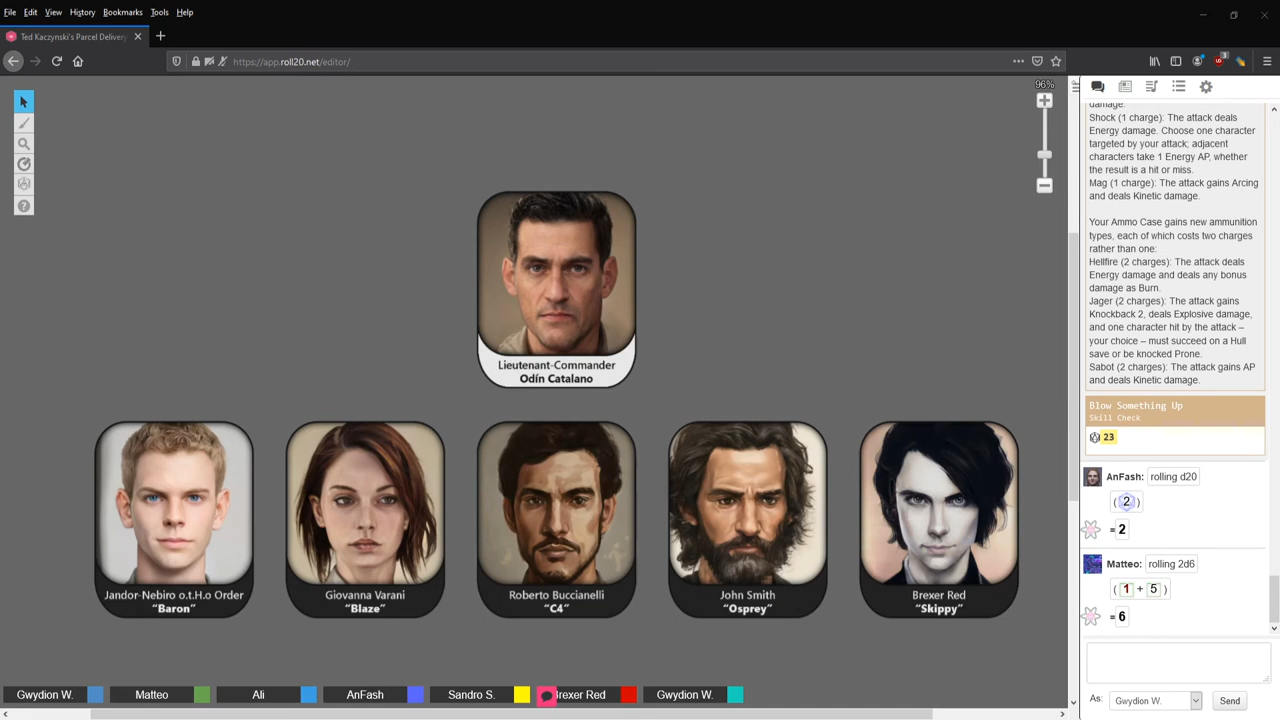 File Edit View History Bookmarks Tools Help
Ted Kaczynski's Parcel Delivery
https://app.roll20.net/editor/
3
96%
damage.
Shock (1 charge): The attack deals
Energy damage. Choose one character
targeted by your attack; adjacent
characters take 1 Energy AP, whether
the result is a hit or miss.
Mag (1 charge): The attack gains Arcing
and deals Kinetic damage.
Your Ammo Case gains new ammunition
types, each of which costs two charges
rather than one:
Hellfire (2 charges): The attack deals
Energy damage and deals any bonus
damage as Burn.
Jager (2 charges): The attack gains
Knockback 2, deals Explosive damage,
and one character hit by the attack –
your choice – must succeed on a Hull
save or be knocked Prone.
Sabot (2 charges): The attack gains AP
and deals Kinetic damage.
Blow Something Up
Skill Check
23
AnFash: rolling d20
(2)
=2
Matteo: rolling 2d6
(1+5)
=6
As: Gwydion W. Send
Lieutenant-Commander
Odín Catalano
Jandor-Nebiro o.t.H.o Order
“Baron”
Giovanna Varani
“Blaze”
Roberto Buccianelli
“C4”
John Smith
“Osprey”
Brexer Red
“Skippy”
Gwydion W. Matteo Ali AnFash Sandro S. Brexer Red Gwydion W.